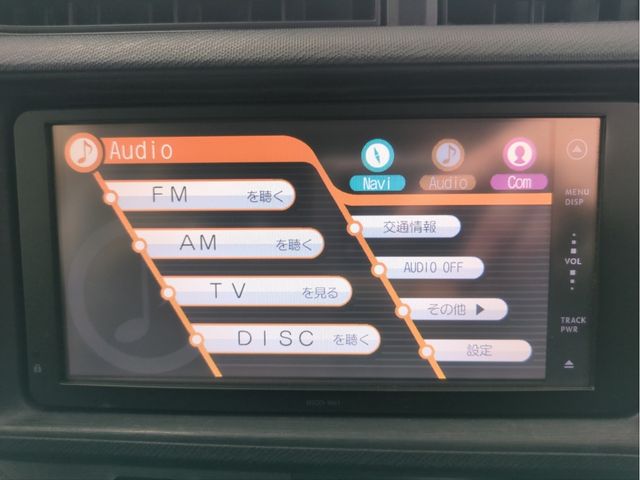 Audio
Navi
Audio
Com
FM を聴く
AM を聴く
TV を見る
DISC を聴く
交通情報
AUDIO OFF
その他
設定
MENU
DISP
VOL
TRACK
PWR